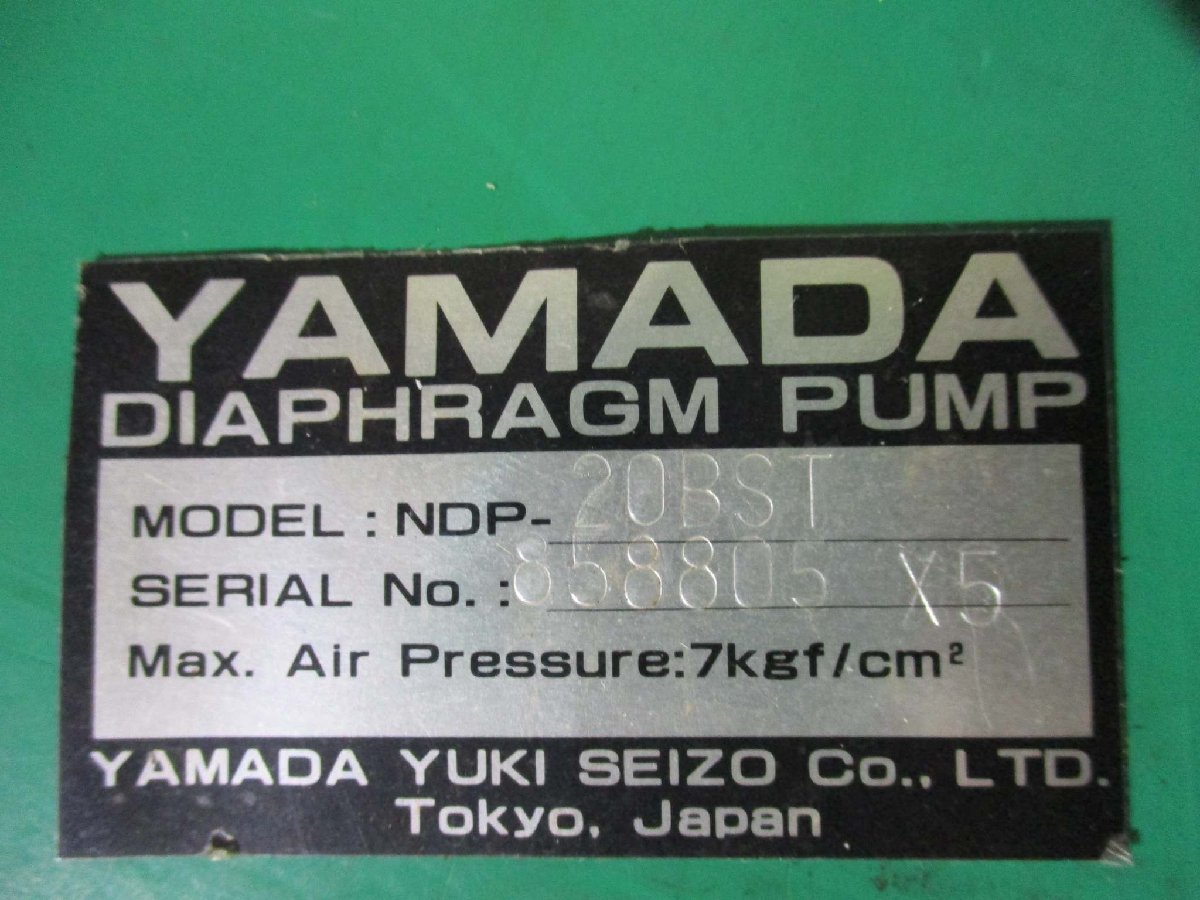 YAMADA
DIAPHRAGM PUMP
MODEL : NDP-20BST
SERIAL No. : 858805 X5
Max. Air Pressure:7kgf/cm²
YAMADA YUKI SEIZO Co., LTD.
Tokyo, Japan